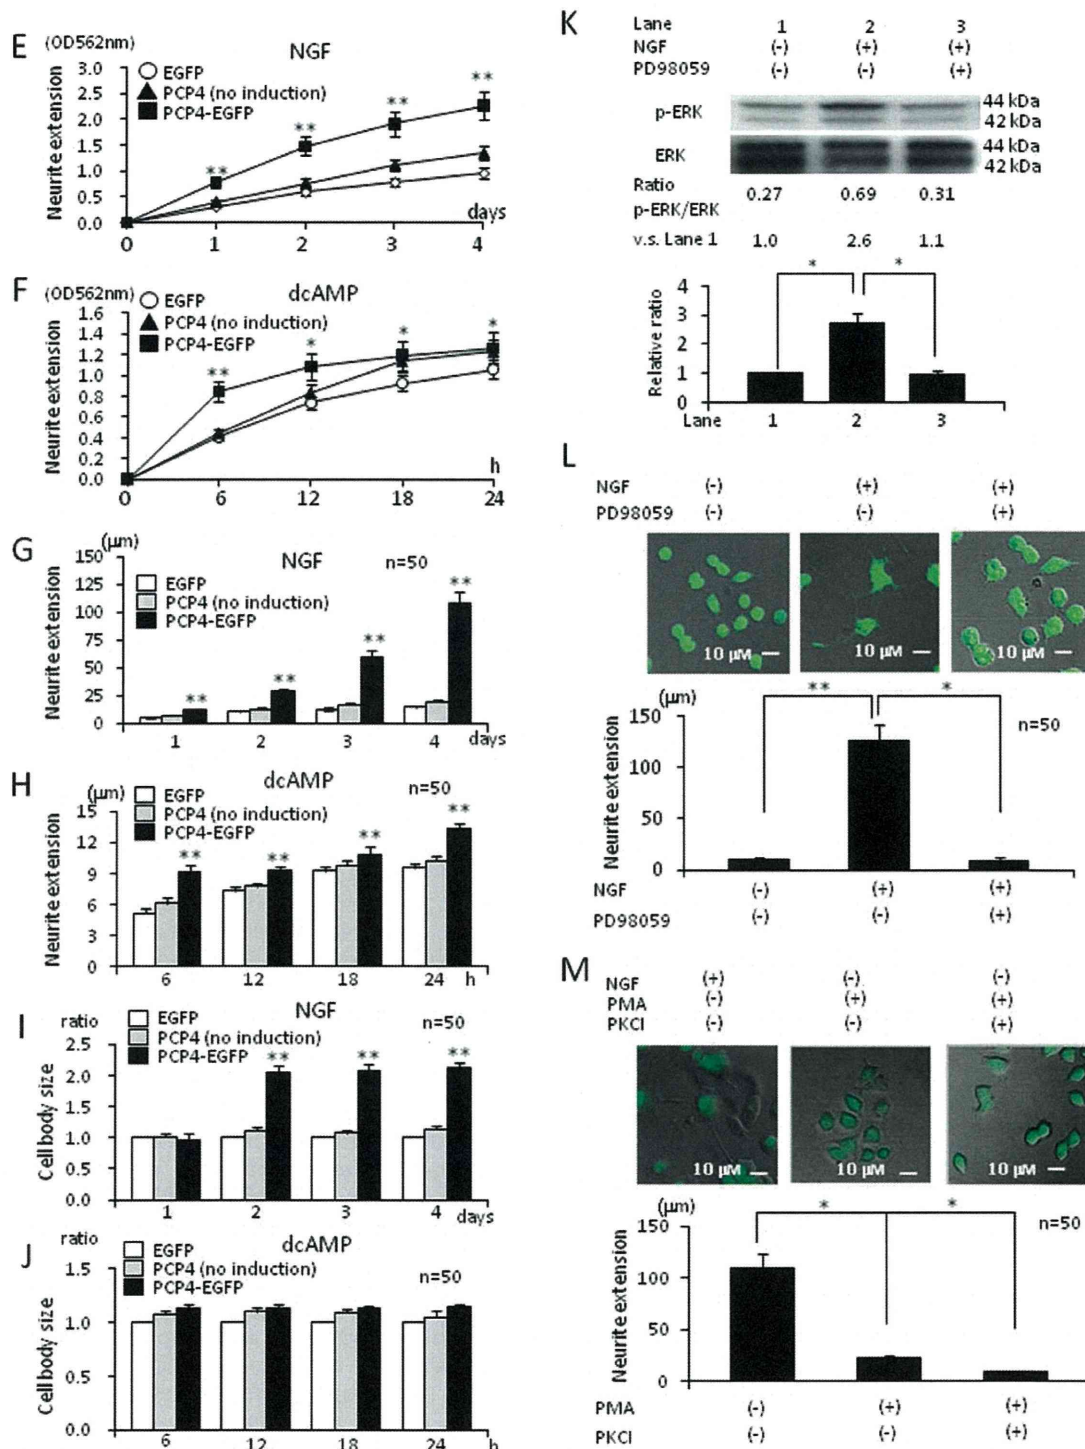 E
(OD562nm)
NGF
EGFP
PCP4 (no induction)
PCP4-EGFP
Neurite extension
3.0
2.5
2.0
1.5
1.0
0.5
0.0
**
**
**
**
days
0 1 2 3 4
F
(OD562nm)
dcAMP
EGFP
PCP4 (no induction)
PCP4-EGFP
Neurite extension
1.6
1.4
1.2
1.0
0.8
0.6
0.4
0.2
0.0
**
*
*
*
h
0 6 12 18 24
G
(μm)
NGF
n=50
EGFP
PCP4 (no induction)
PCP4-EGFP
Neurite extension
150
125
100
75
50
25
0
**
**
**
**
1 2 3 4 days
H
(μm)
dcAMP
n=50
EGFP
PCP4 (no induction)
PCP4-EGFP
Neurite extension
15
12
9
6
3
0
**
**
**
**
6 12 18 24 h
I
ratio
NGF
n=50
EGFP
PCP4 (no induction)
PCP4-EGFP
Cell body size
2.5
2.0
1.5
1.0
0.5
0.0
**
**
**
1 2 3 4 days
J
ratio
dcAMP
n=50
EGFP
PCP4 (no induction)
PCP4-EGFP
Cell body size
1.5
1.0
0.5
0.0
6 12 18 24 h
K
Lane 1 2 3
NGF (-) (+) (+)
PD98059 (-) (-) (+)
p-ERK
44 kDa
42 kDa
ERK
44 kDa
42 kDa
Ratio
p-ERK/ERK 0.27 0.69 0.31
v.s. Lane 1 1.0 2.6 1.1
* *
Relative ratio
4
3
2
1
0
Lane 1 2 3
L
NGF (-) (+) (+)
PD98059 (-) (-) (+)
10 μM 10 μM 10 μM
(μm)
** *
n=50
Neurite extension
150
100
50
0
NGF (-) (+) (+)
PD98059 (-) (-) (+)
M
NGF (+) (-) (-)
PMA (-) (+) (+)
PKCI (-) (-) (+)
10 μM 10 μM 10 μM
(μm)
* *
n=50
Neurite extension
150
100
50
0
PMA (-) (+) (+)
PKCI (-) (-) (+)